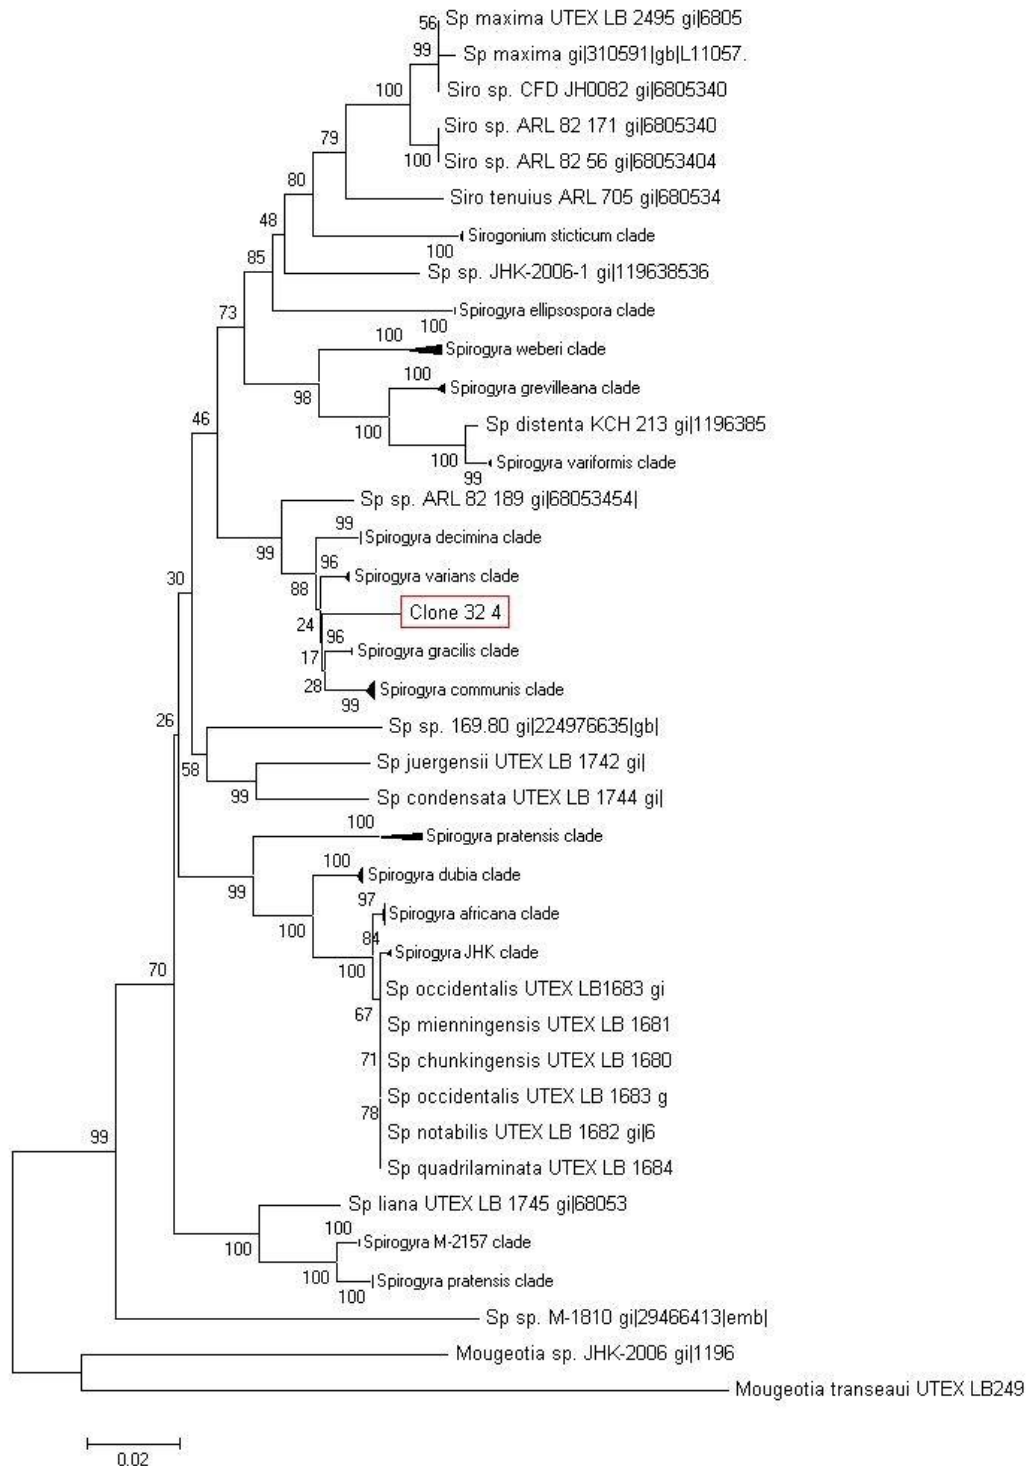 56 Sp maxima UTEX LB 2495 gi|6805
99 Sp maxima gi|310591|gb|L11057.
Siro sp. CFD JH0082 gi|6805340
100
Siro sp. ARL 82 171 gi|6805340
79
100 Siro sp. ARL 82 56 gi|68053404
80
Siro tenuius ARL 705 gi|680534
48
Sirogonium sticticum clade
100
85
Sp sp. JHK-2006-1 gi|119638536
73
Spirogyra ellipsospora clade
100
100
Spirogyra weberi clade
100
98
Spirogyra grevilleana clade
46
Sp distenta KCH 213 gi|1196385
100
100 Spirogyra variformis clade
99
Sp sp. ARL 82 189 gi|68053454|
99
Spirogyra decimina clade
99
96
30
88
Spirogyra varians clade
Clone 32 4
24
96
17 Spirogyra gracilis clade
28
Spirogyra communis clade
99
26
Sp sp. 169.80 gi|224976635|gb|
58
Sp juergensii UTEX LB 1742 gi|
99
Sp condensata UTEX LB 1744 gi|
100
Spirogyra pratensis clade
100
Spirogyra dubia clade
99
97
Spirogyra africana clade
100
84
Spirogyra JHK clade
100
70
Sp occidentalis UTEX LB1683 gi
67
Sp mienningensis UTEX LB 1681
71 Sp chunkingensis UTEX LB 1680
Sp occidentalis UTEX LB 1683 g
78
Sp notabilis UTEX LB 1682 gi|6
99
Sp quadrilaminata UTEX LB 1684
Sp liana UTEX LB 1745 gi|68053
100
100
Spirogyra M-2157 clade
100
Spirogyra pratensis clade
100
Sp sp. M-1810 gi|29466413|emb|
Mougeotia sp. JHK-2006 gi|1196
Mougeotia transeaui UTEX LB249
0.02